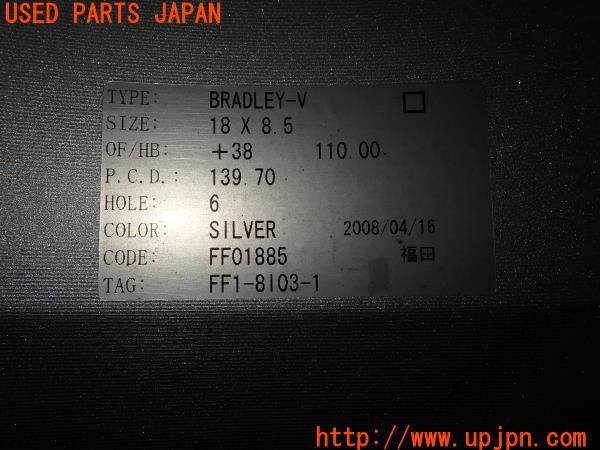 USED PARTS JAPAN
TYPE: BRADLEY-V □
SIZE: 18 X 8.5
OF/HB: +38 110.00
P.C.D.: 139.70
HOLE: 6
COLOR: SILVER 2008/04/16
CODE: FF01885 福田
TAG: FF1-8I03-1
http://www.upjpn.com/